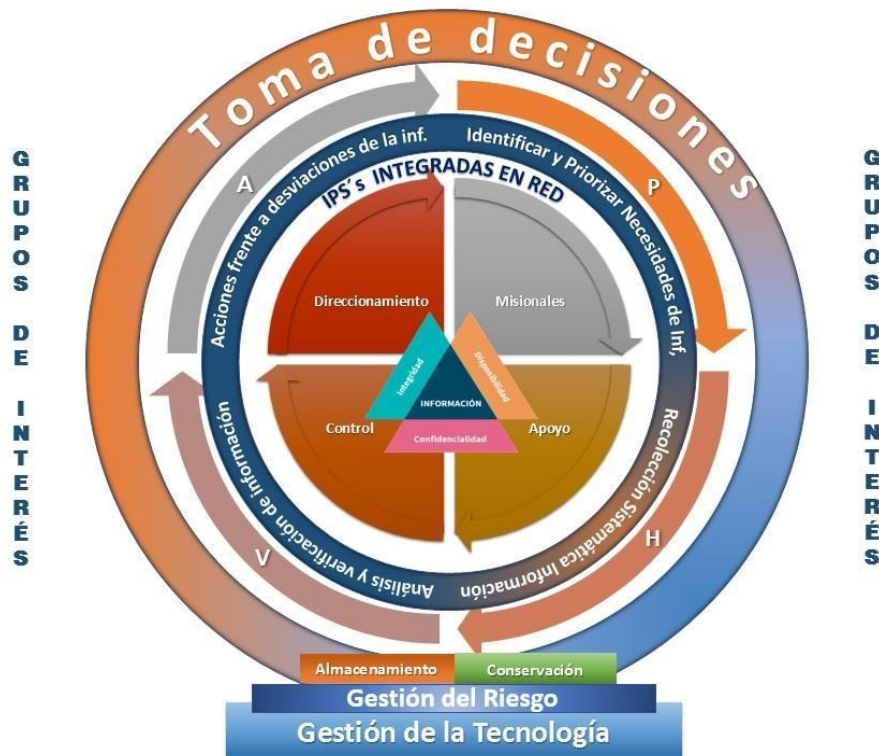 Toma de decisiones
GRUPOS DE INTERÉS
GRUPOS DE INTERÉS
A
P
Acciones frente a desviaciones de la inf.
Identificar y Priorizar Necesidades de Inf,
IPS´s INTEGRADAS EN RED
Direccionamiento
Misionales
Integridad
Disponibilidad
INFORMACIÓN
Confidencialidad
Control
Apoyo
Análisis y verificación de información
Recolección Sistemática Información
V
H
Almacenamiento
Conservación
Gestión del Riesgo
Gestión de la Tecnología